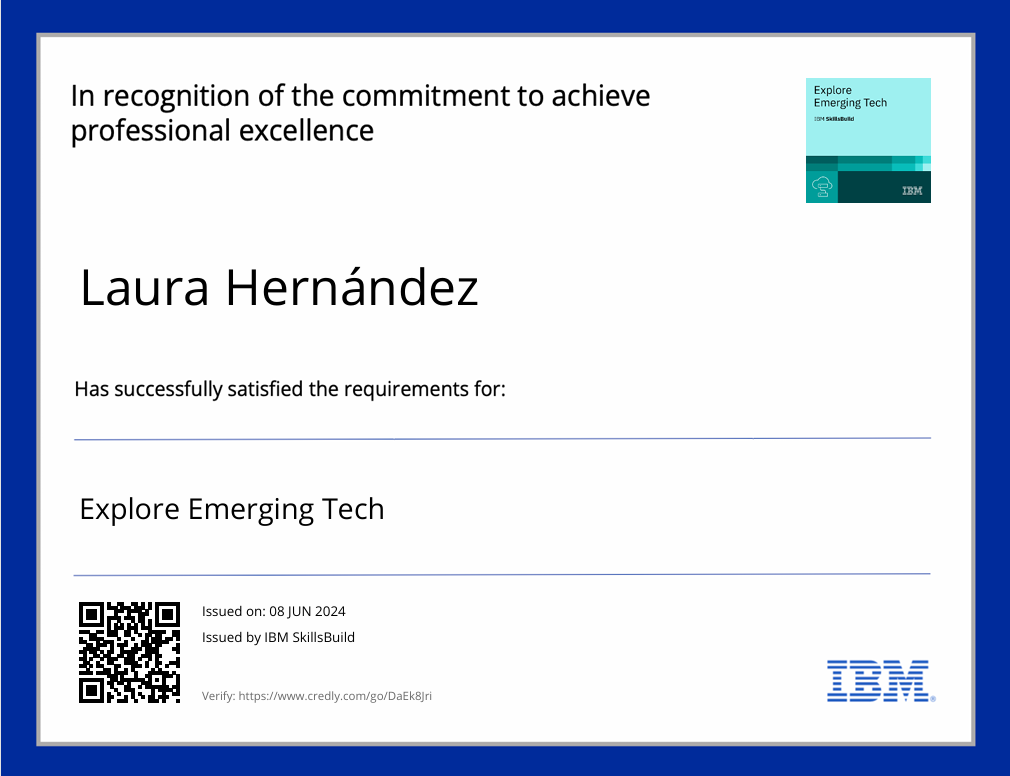 In recognition of the commitment to achieve
professional excellence
Explore
Emerging Tech
IBM SkillsBuild
IBM
Laura Hernández
Has successfully satisfied the requirements for:
Explore Emerging Tech
Issued on: 08 JUN 2024
Issued by IBM SkillsBuild
Verify: https://www.credly.com/go/DaEk8Jri
IBM®